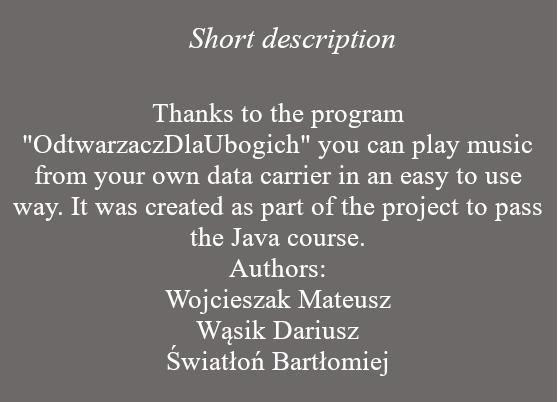 Short description
Thanks to the program
"OdtwarzaczDlaUbogich" you can play music
from your own data carrier in an easy to use
way. It was created as part of the project to pass
the Java course.
Authors:
Wojcieszak Mateusz
Wąsik Dariusz
Światłoń Bartłomiej